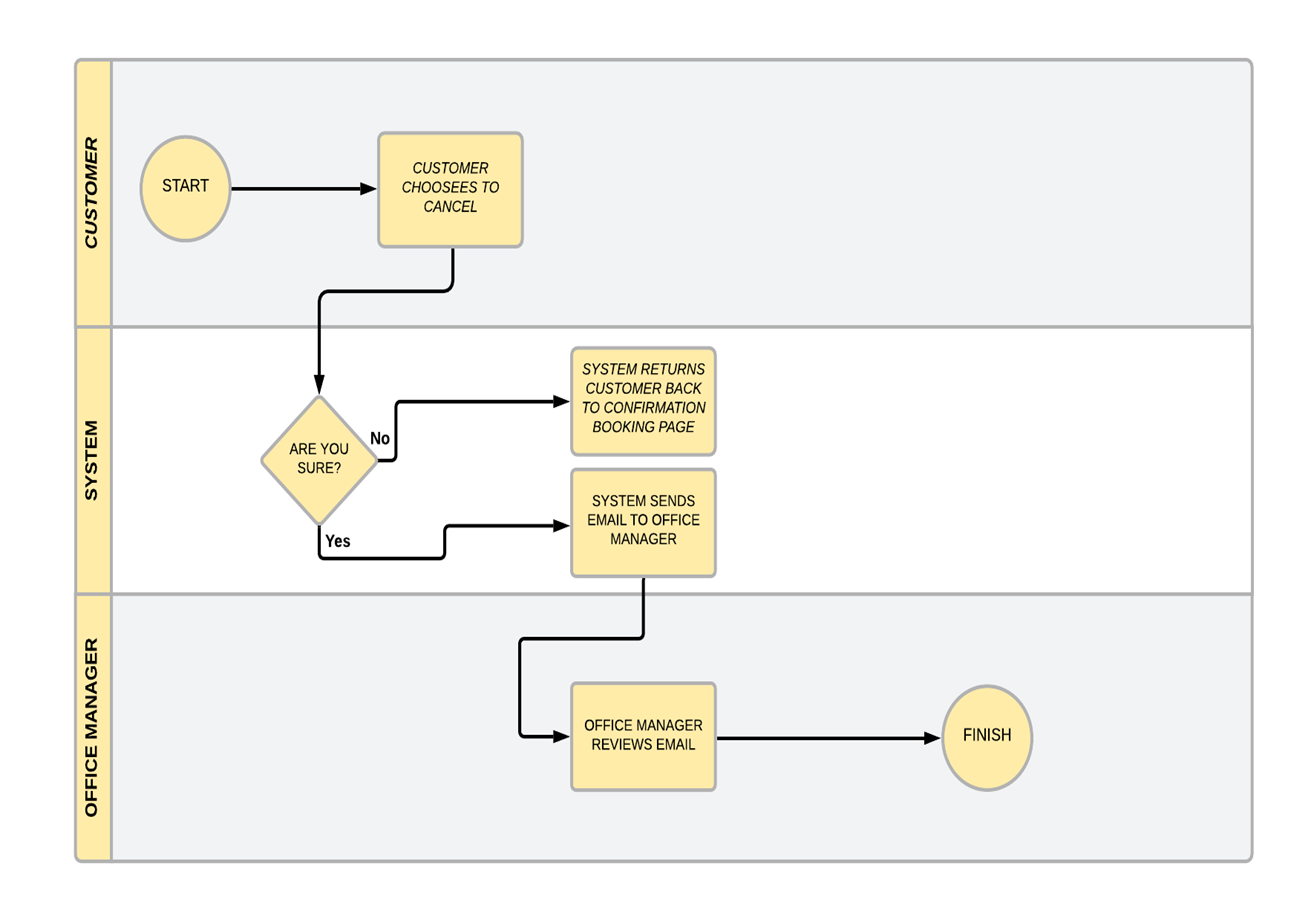 CUSTOMER
START
CUSTOMER
CHOOSEES TO
CANCEL
SYSTEM
ARE YOU
SURE?
No
Yes
SYSTEM RETURNS
CUSTOMER BACK
TO CONFIRMATION
BOOKING PAGE
SYSTEM SENDS
EMAIL TO OFFICE
MANAGER
OFFICE MANAGER
OFFICE MANAGER
REVIEWS EMAIL
FINISH